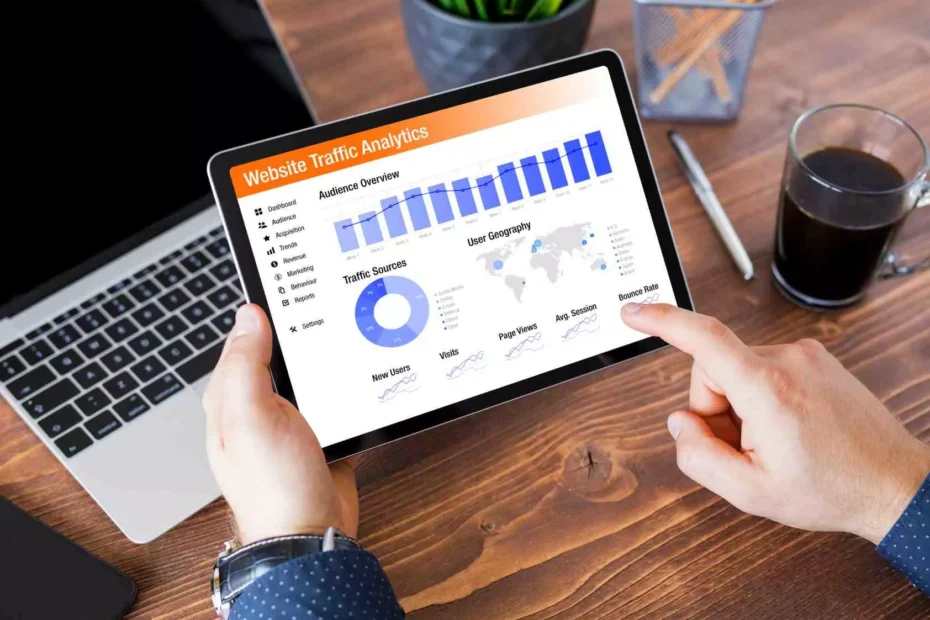 Website Traffic Analytics
Dashboard
Audience
Acquisition
Trends
Revenue
Marketing
Behaviour
Reports
Settings
Audience Overview
Traffic Sources
User Geography
New Users
Visits
Page Views
Avg. Session
Bounce Rate